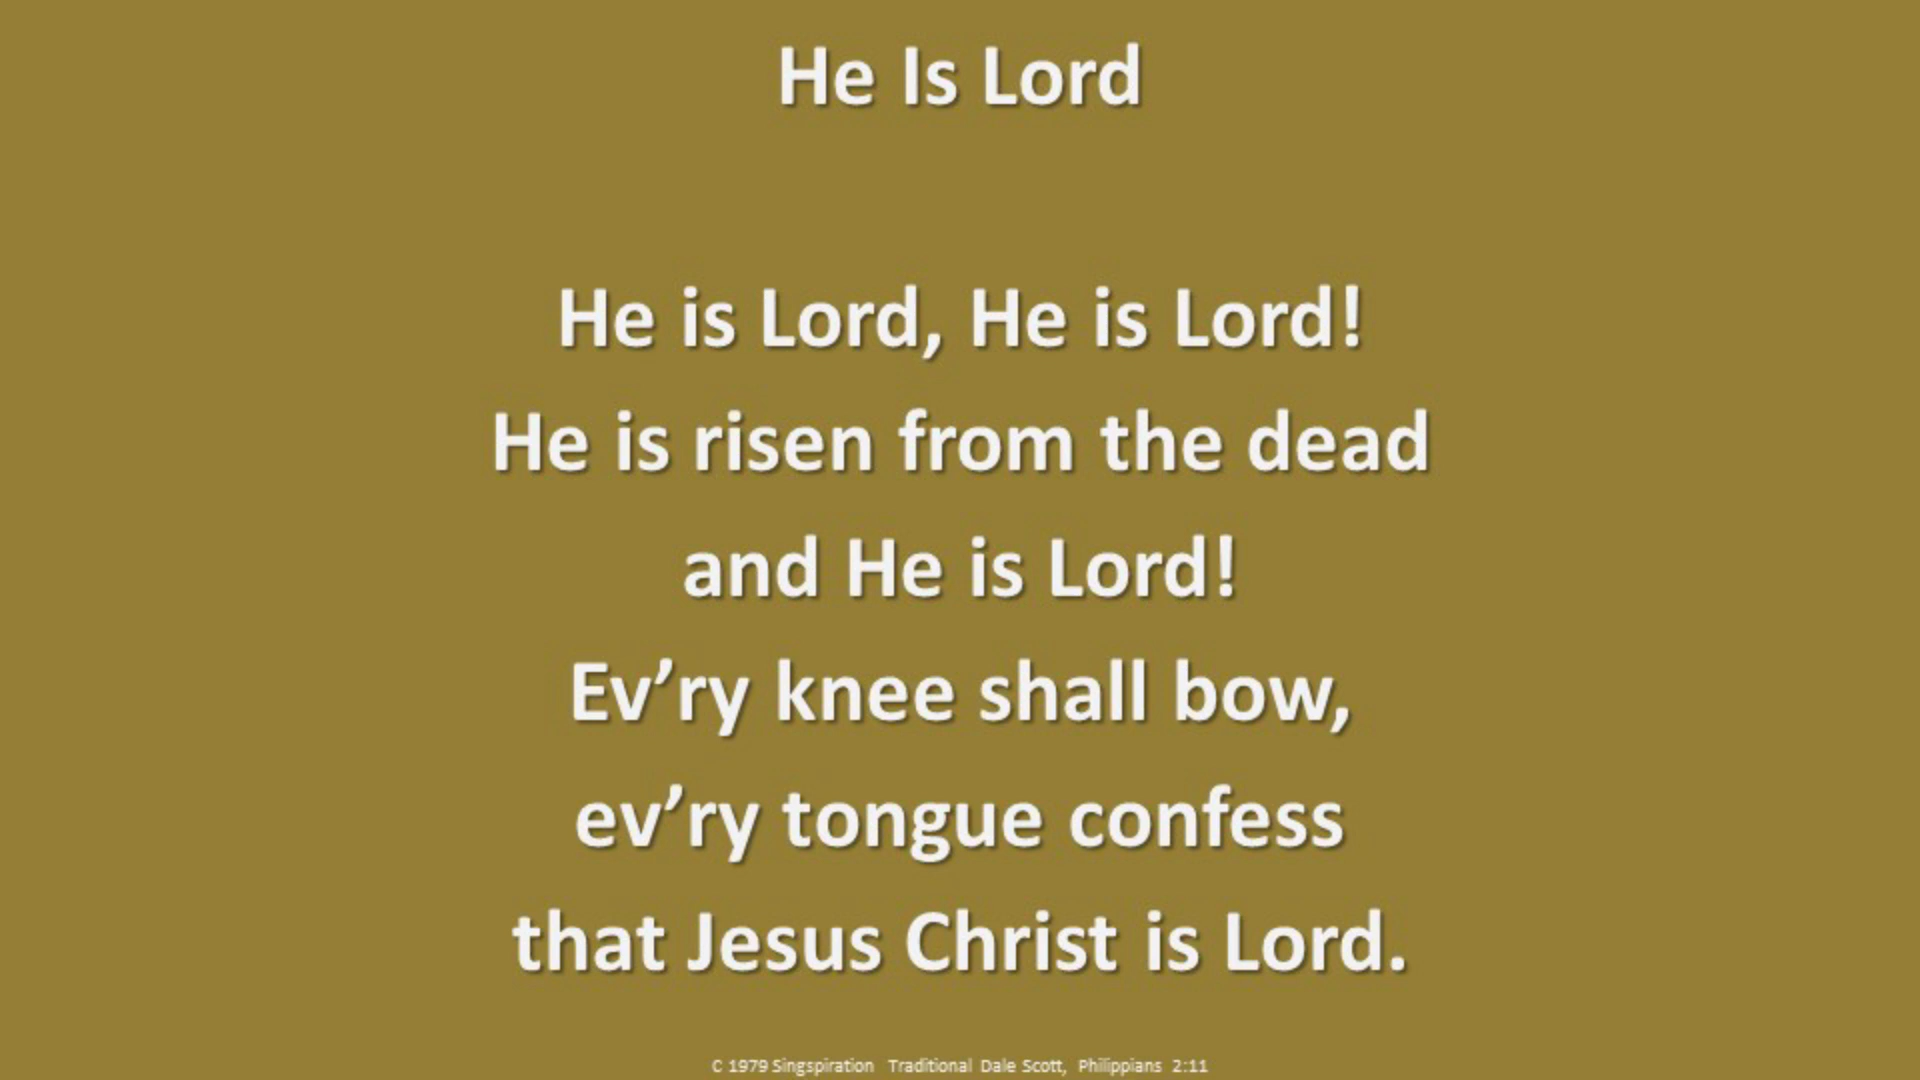 He Is Lord
He is Lord, He is Lord!
He is risen from the dead
and He is Lord!
Ev’ry knee shall bow,
ev’ry tongue confess
that Jesus Christ is Lord.
C 1979 Singspiration Traditional Dale Scott, Philippians 2:11